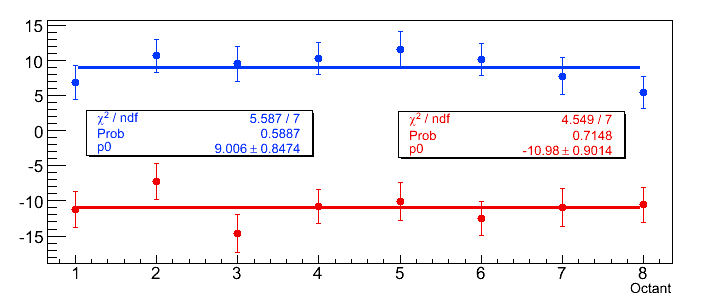 15
10
5
0
-5
-10
-15
χ² / ndf 5.587 / 7
Prob 0.5887
p0 9.006 ± 0.8474
χ² / ndf 4.549 / 7
Prob 0.7148
p0 -10.98 ± 0.9014
1 2 3 4 5 6 7 8
Octant